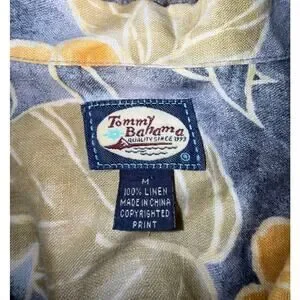 Tommy
Bahama
QUALITY SINCE 1993
®
M
100% LINEN
MADE IN CHINA
COPYRIGHTED
PRINT